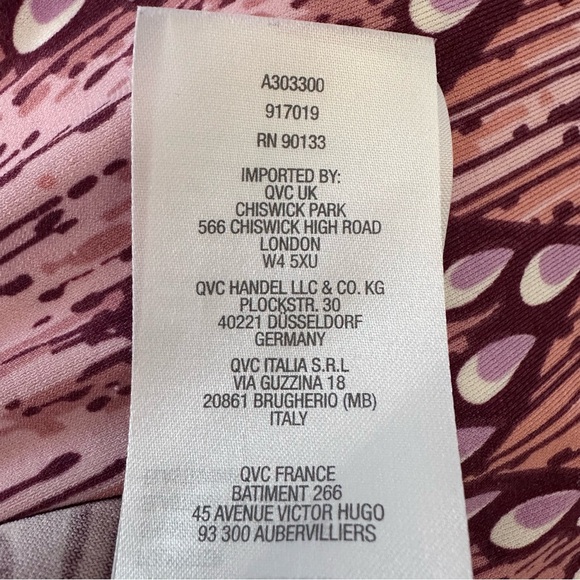 A303300
917019
RN 90133
IMPORTED BY:
QVC UK
CHISWICK PARK
566 CHISWICK HIGH ROAD
LONDON
W4 5XU
QVC HANDEL LLC & CO. KG
PLOCKSTR. 30
40221 DÜSSELDORF
GERMANY
QVC ITALIA S.R.L
VIA GUZZINA 18
20861 BRUGHERIO (MB)
ITALY
QVC FRANCE
BATIMENT 266
45 AVENUE VICTOR HUGO
93 300 AUBERVILLIERS